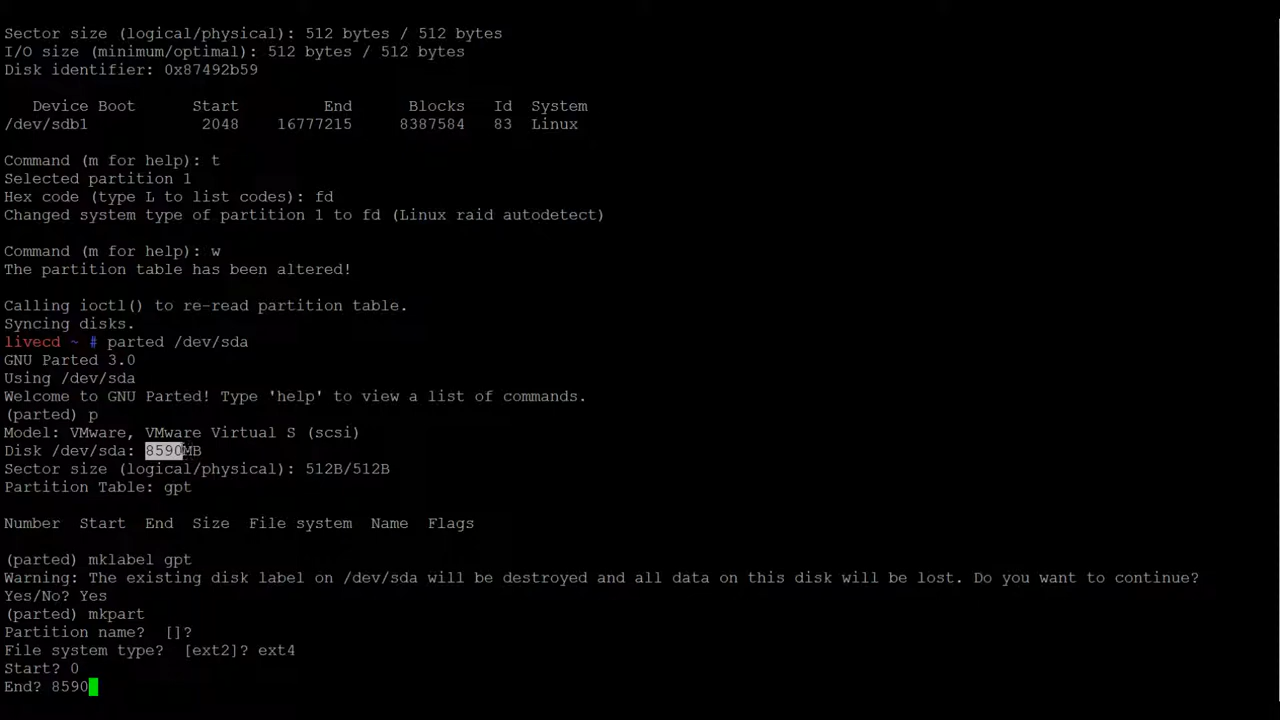 Sector size (logical/physical): 512 bytes / 512 bytes
I/O size (minimum/optimal): 512 bytes / 512 bytes
Disk identifier: 0x87492b59
Device Boot Start End Blocks Id System
/dev/sdb1 2048 16777215 8387584 83 Linux
Command (m for help): t
Selected partition 1
Hex code (type L to list codes): fd
Changed system type of partition 1 to fd (Linux raid autodetect)
Command (m for help): w
The partition table has been altered!
Calling ioctl() to re-read partition table.
Syncing disks.
livecd ~ # parted /dev/sda
GNU Parted 3.0
Using /dev/sda
Welcome to GNU Parted! Type 'help' to view a list of commands.
(parted) p
Model: VMware, VMware Virtual S (scsi)
Disk /dev/sda: 8590MB
Sector size (logical/physical): 512B/512B
Partition Table: gpt
Number Start End Size File system Name Flags
(parted) mklabel gpt
Warning: The existing disk label on /dev/sda will be destroyed and all data on this disk will be lost. Do you want to continue?
Yes/No? Yes
(parted) mkpart
Partition name? []?
File system type? [ext2]? ext4
Start? 0
End? 8590